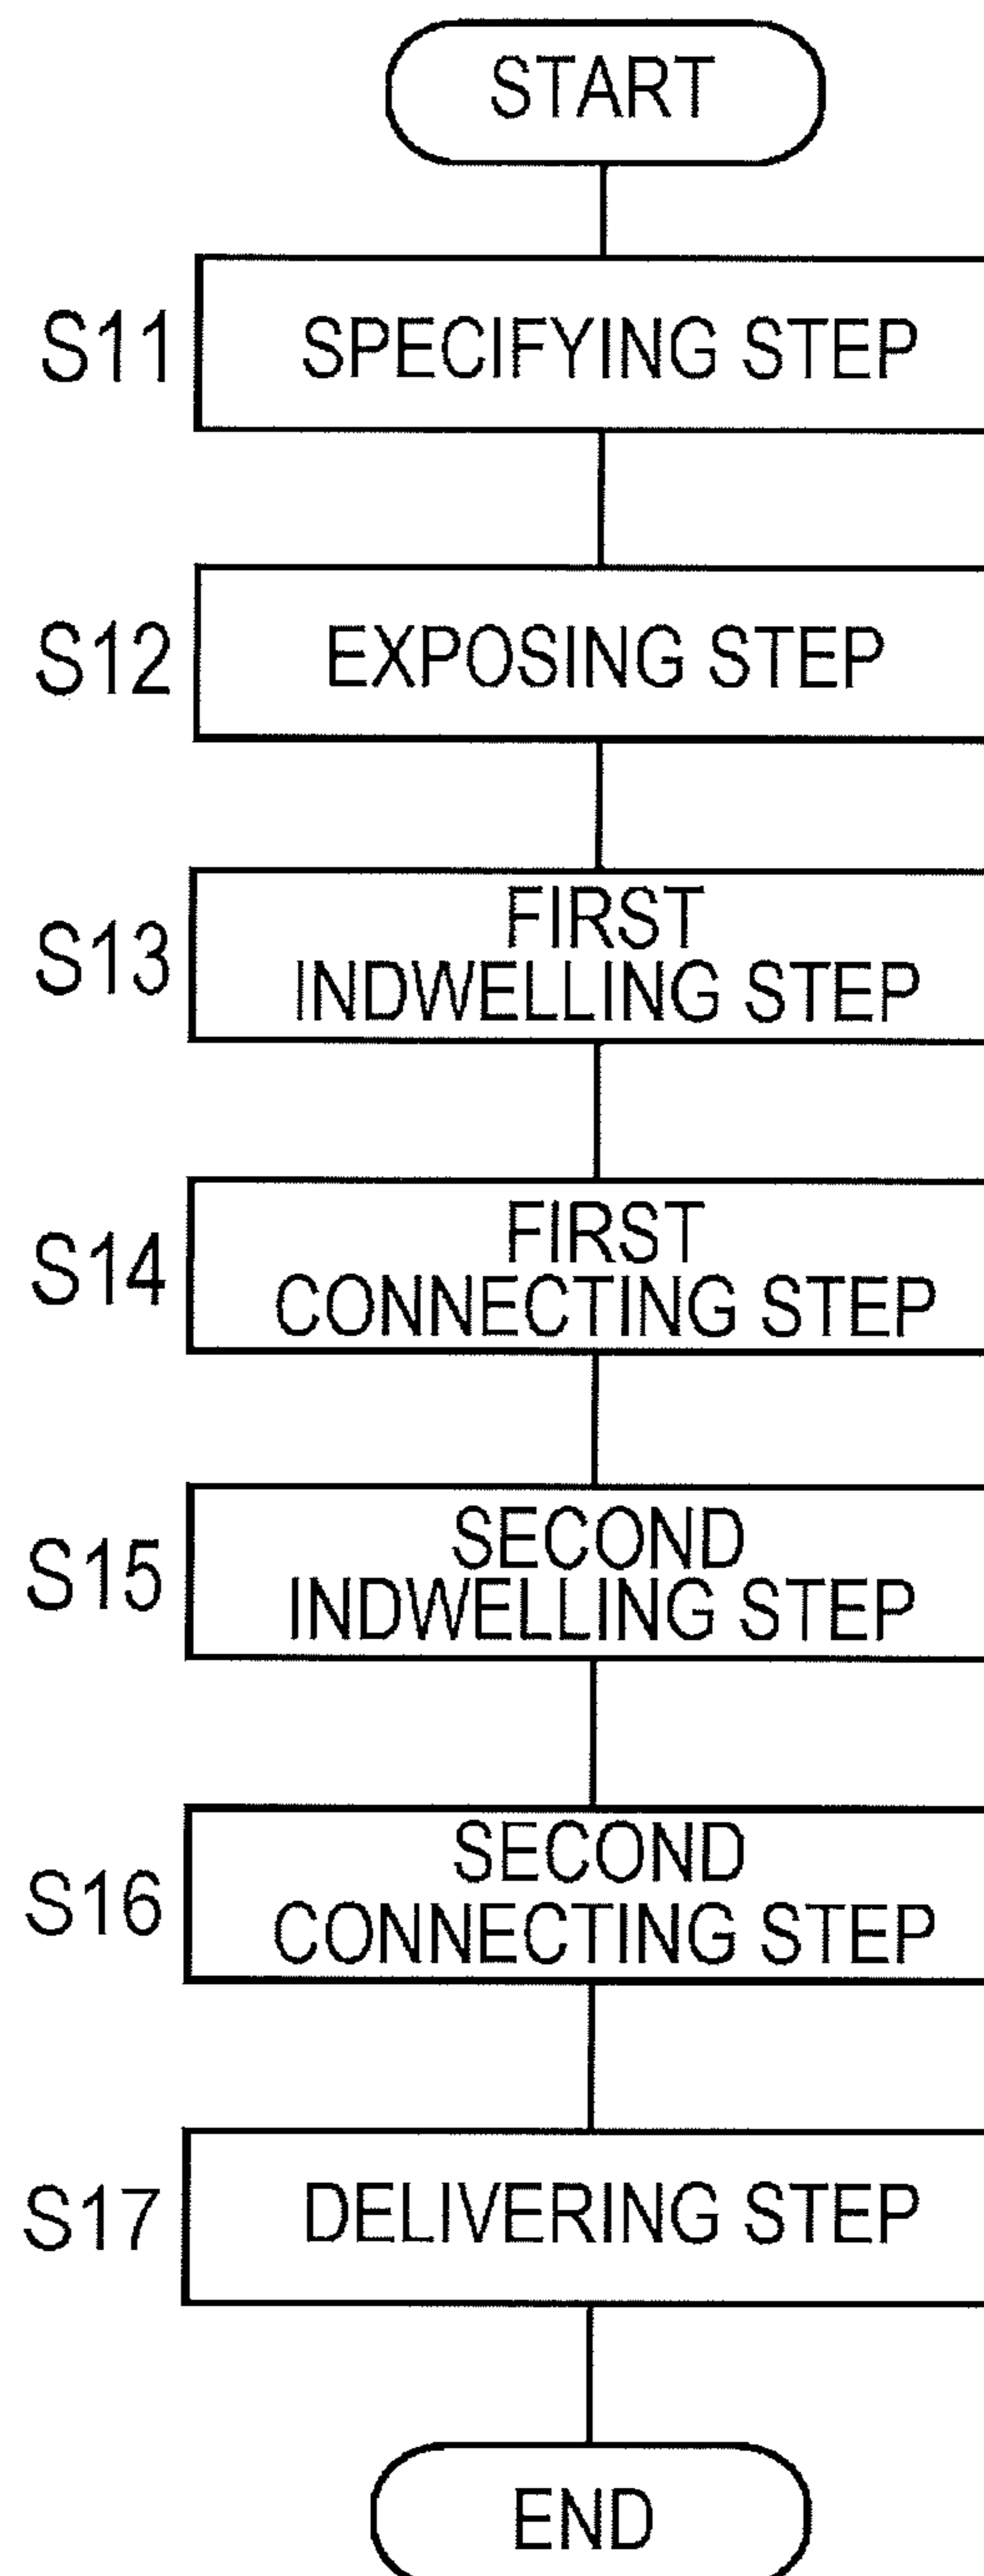 START
S11 SPECIFYING STEP
S12 EXPOSING STEP
S13 FIRST
INDWELLING STEP
S14 FIRST
CONNECTING STEP
S15 SECOND
INDWELLING STEP
S16 SECOND
CONNECTING STEP
S17 DELIVERING STEP
END